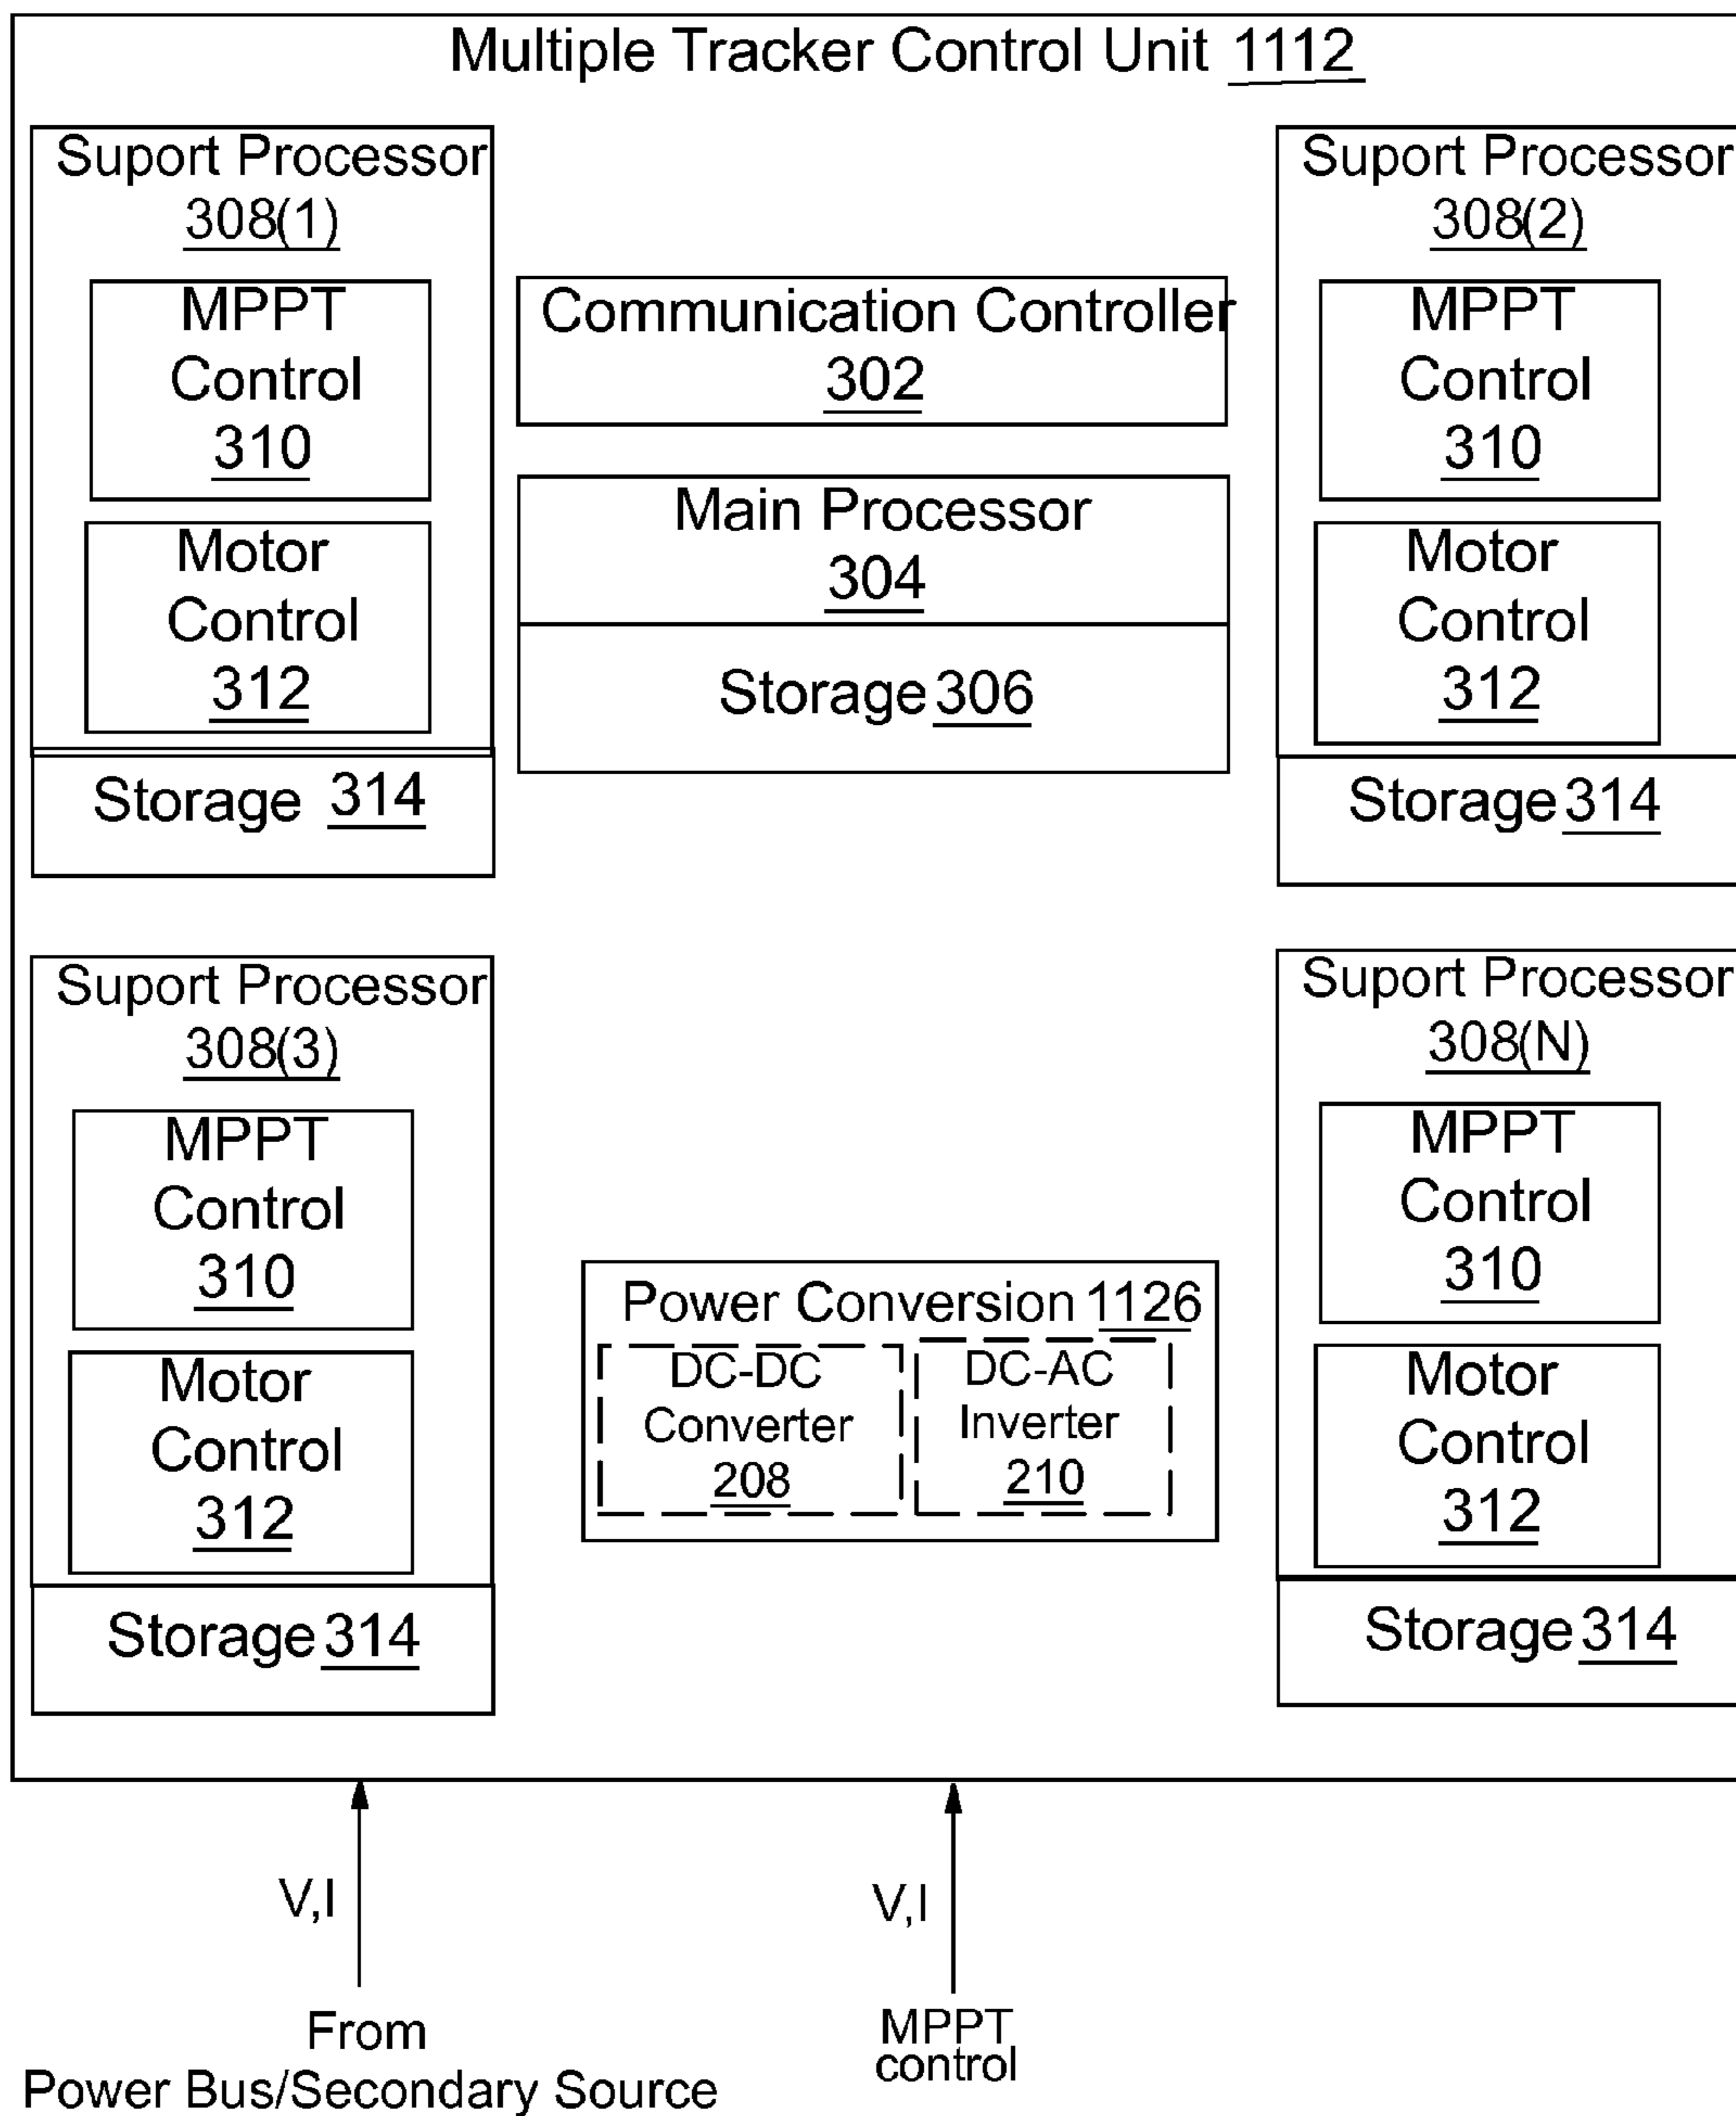 Multiple Tracker Control Unit 1112
Suport Processor
308(1)
MPPT
Control
310
Motor
Control
312
Storage 314
Communication Controller
302
Main Processor
304
Storage 306
Suport Processor
308(2)
MPPT
Control
310
Motor
Control
312
Storage 314
Suport Processor
308(3)
MPPT
Control
310
Motor
Control
312
Storage 314
Power Conversion 1126
DC-DC
Converter
208
DC-AC
Inverter
210
Suport Processor
308(N)
MPPT
Control
310
Motor
Control
312
Storage 314
V,I
From
Power Bus/Secondary Source
V,I
MPPT
control